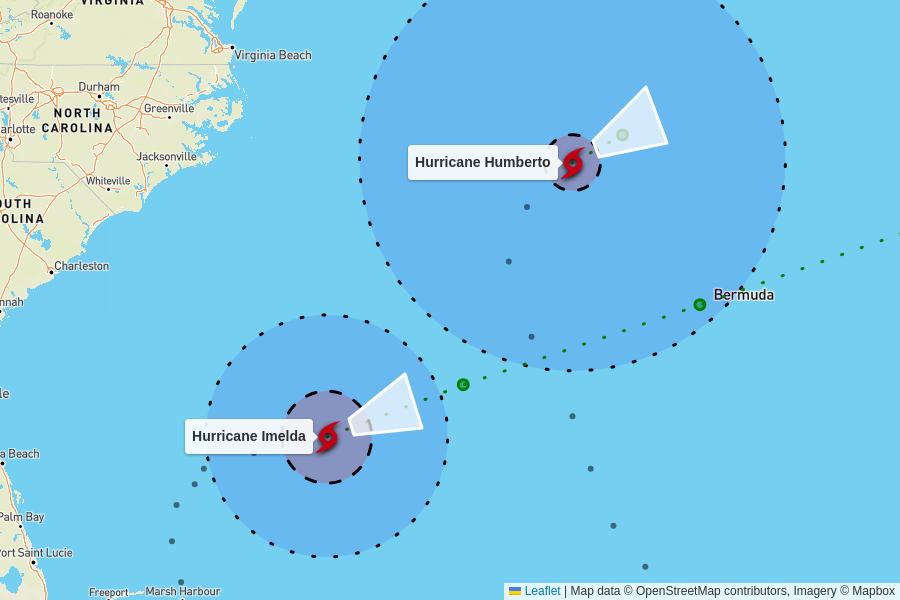 VIRGINIA
Roanoke
Virginia Beach
Durham
tesville
Greenville
NORTH
CAROLINA
arlotte
Jacksonville
Hurricane Humberto
Whiteville
OUTH
OLINA
Charleston
Bermuda
nnah
le
Hurricane Imelda
a Beach
Palm Bay
Port Saint Lucie
Freeport
Marsh Harbour
Leaflet | Map data © OpenStreetMap contributors, Imagery © Mapbox